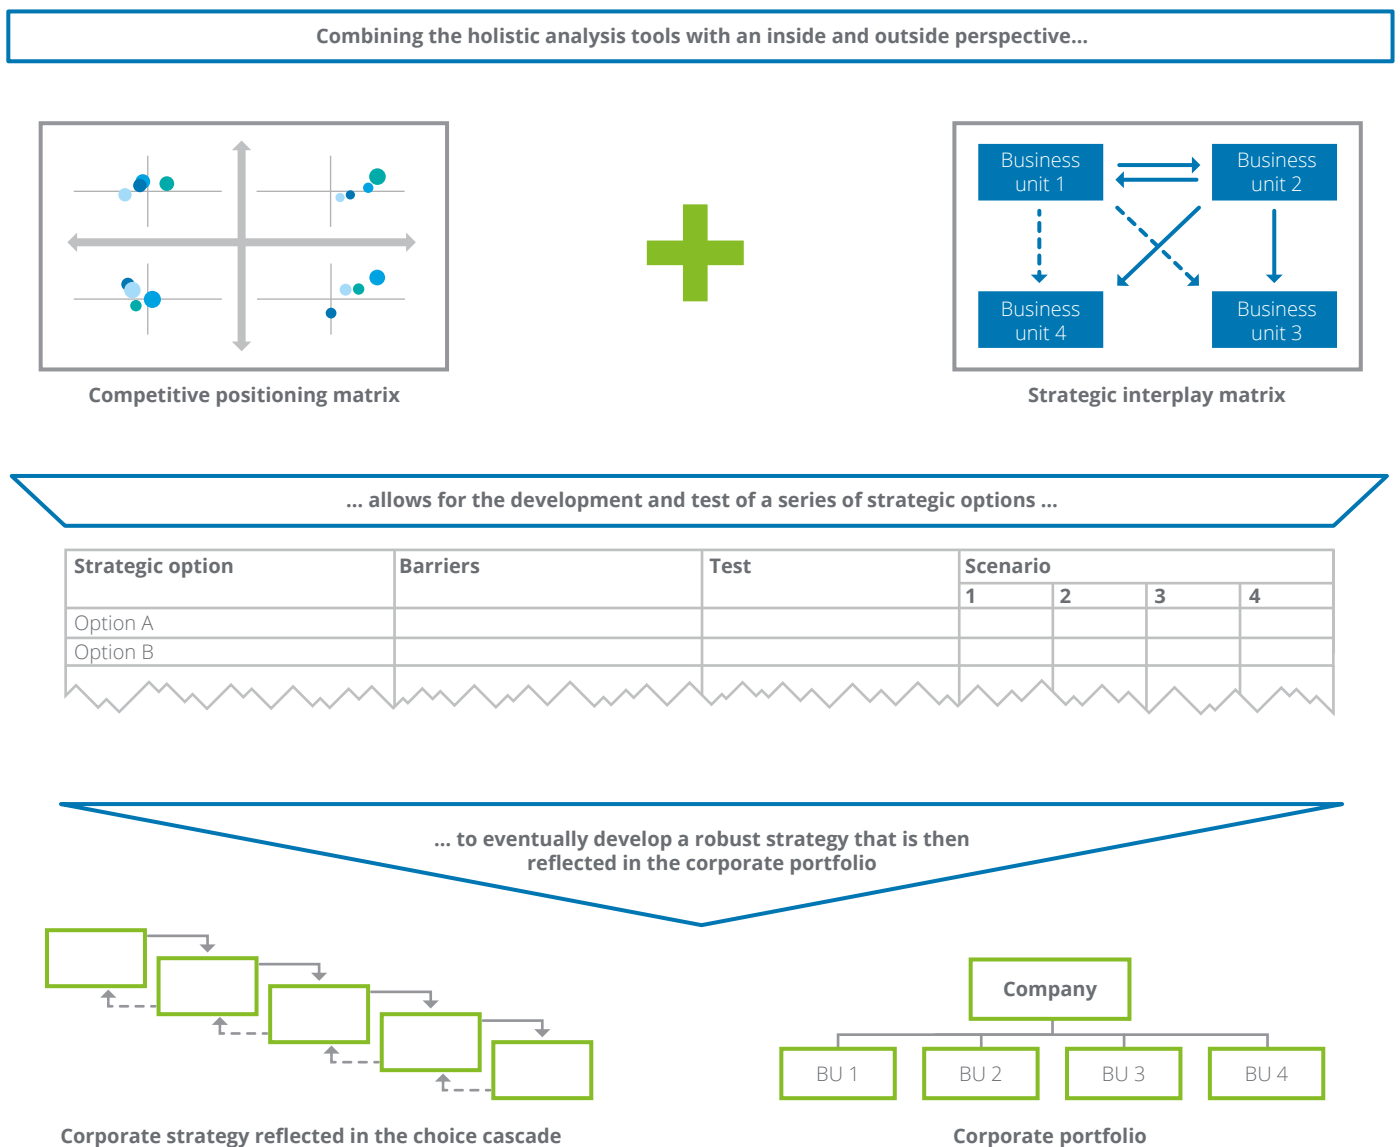 Combining the holistic analysis tools with an inside and outside perspective...
Business
unit 1
Business
unit 2
Business
unit 4
Business
unit 3
Competitive positioning matrix
Strategic interplay matrix
... allows for the development and test of a series of strategic options ...
Strategic option
Barriers
Test
Scenario
1
2
3
4
Option A
Option B
... to eventually develop a robust strategy that is then
reflected in the corporate portfolio
Company
BU 1
BU 2
BU 3
BU 4
Corporate strategy reflected in the choice cascade
Corporate portfolio